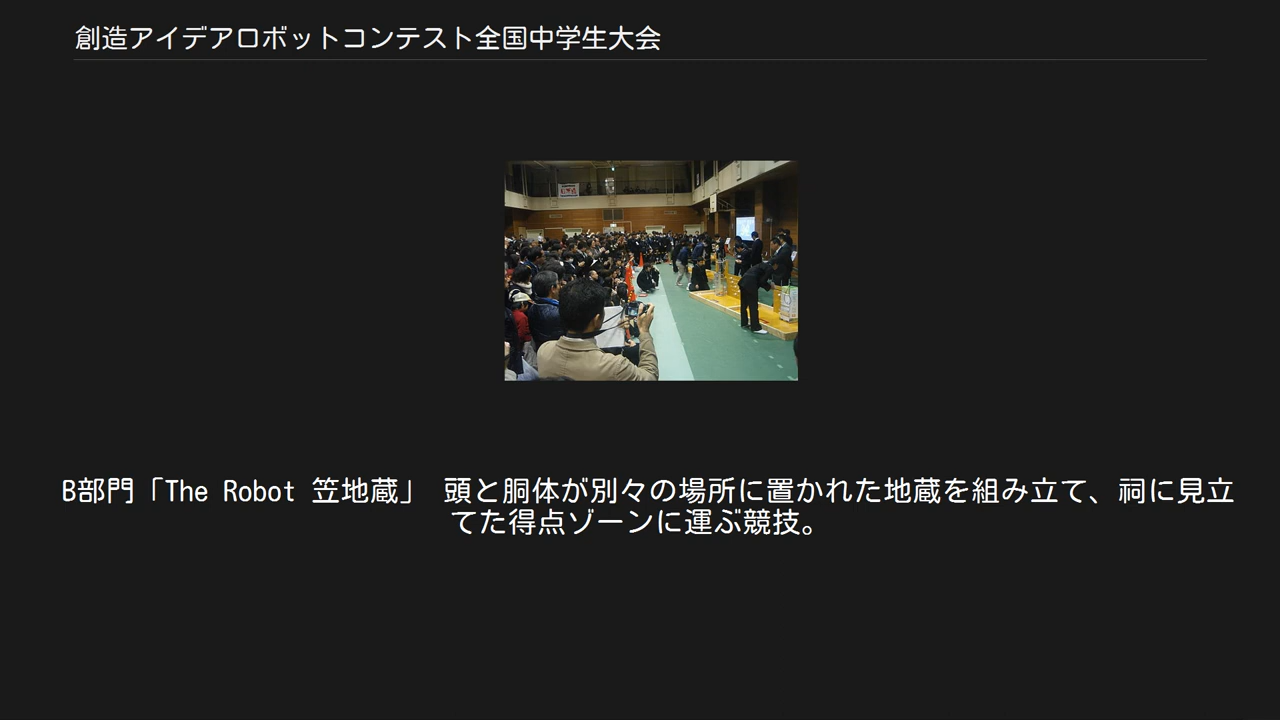 創造アイデアロボットコンテスト全国中学生大会
B部門「The Robot 笠地蔵」 頭と胴体が別々の場所に置かれた地蔵を組み立て、祠に見立
てた得点ゾーンに運ぶ競技。